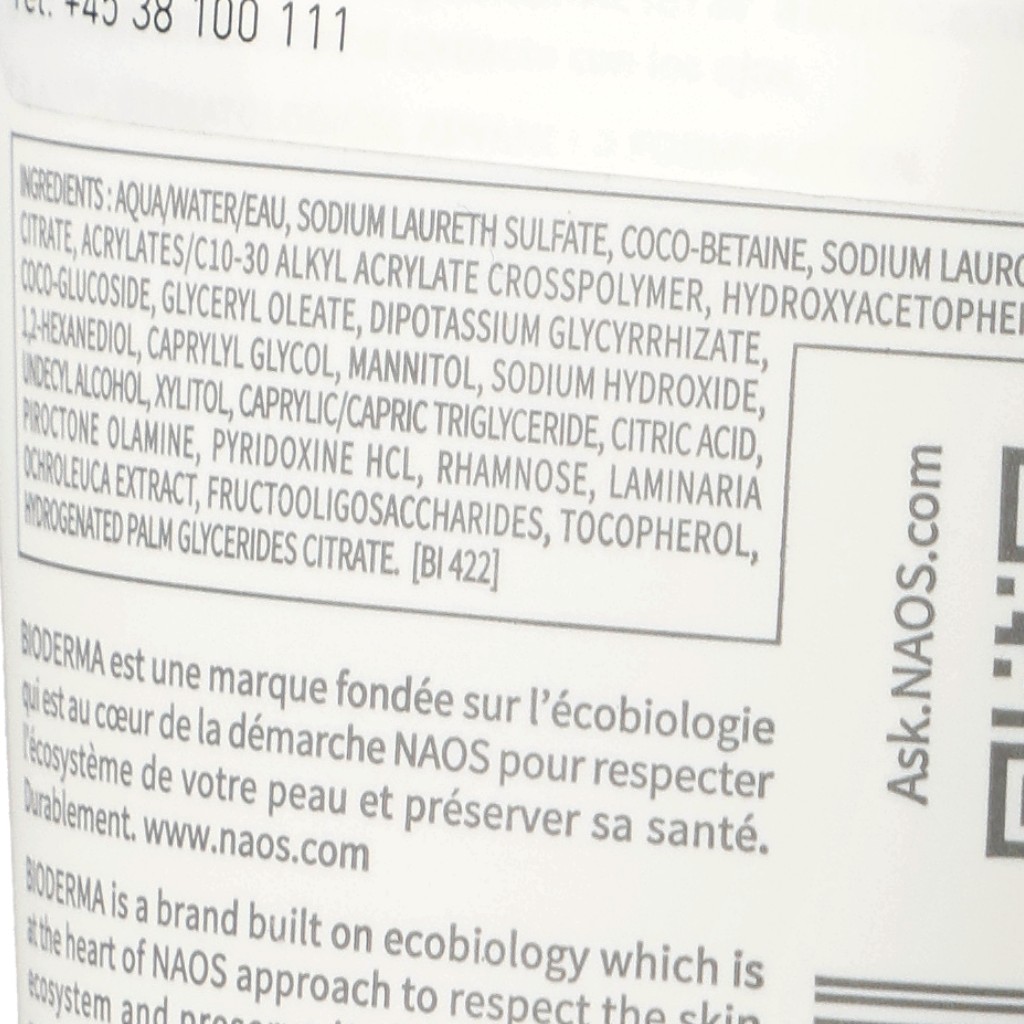 Tel. +45 38 100 111
INGREDIENTS : AQUA/WATER/EAU, SODIUM LAURETH SULFATE, COCO-BETAINE, SODIUM
CITRATE, ACRYLATES/C10-30 ALKYL ACRYLATE CROSSPOLYMER,
COCO-GLUCOSIDE, GLYCERYL OLEATE, DIPOTASSIUM GLYCYRRHIZATE,
1,2-HEXANEDIOL, CAPRYLYL GLYCOL, MANNITOL, SODIUM HYDROXIDE,
UNDECYL ALCOHOL, XYLITOL, CAPRYLIC/CAPRIC TRIGLYCERIDE, CITRIC ACID,
PIROCTONE OLAMINE, PYRIDOXINE HCL, RHAMNOSE, LAMINARIA
OCHROLEUCA EXTRACT, FRUCTOOLIGOSACCHARIDES, TOCOPHEROL,
HYDROGENATED PALM GLYCERIDES CITRATE. [BI 422]
Ask.NAOS.com
BIODERMA est une marque fondée sur l'écobiologie
qui est au cœur de la démarche NAOS pour respecter
l'écosystème de votre peau et préserver sa santé.
Durablement. www.naos.com
BIODERMA is a brand built on ecobiology which is
at the heart of NAOS approach to respect the skin
ecosystem and